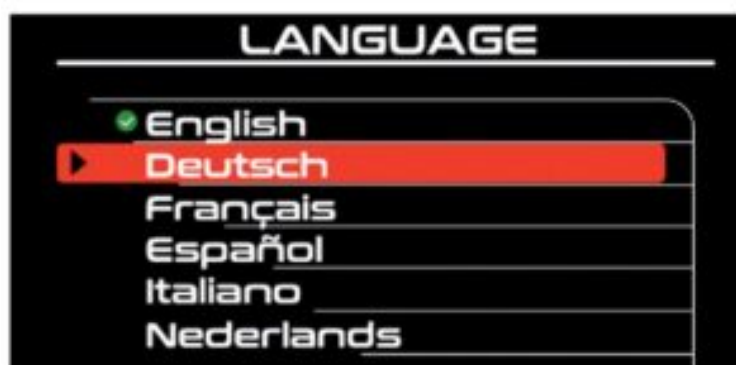 LANGUAGE
English
Deutsch
Français
Español
Italiano
Nederlands